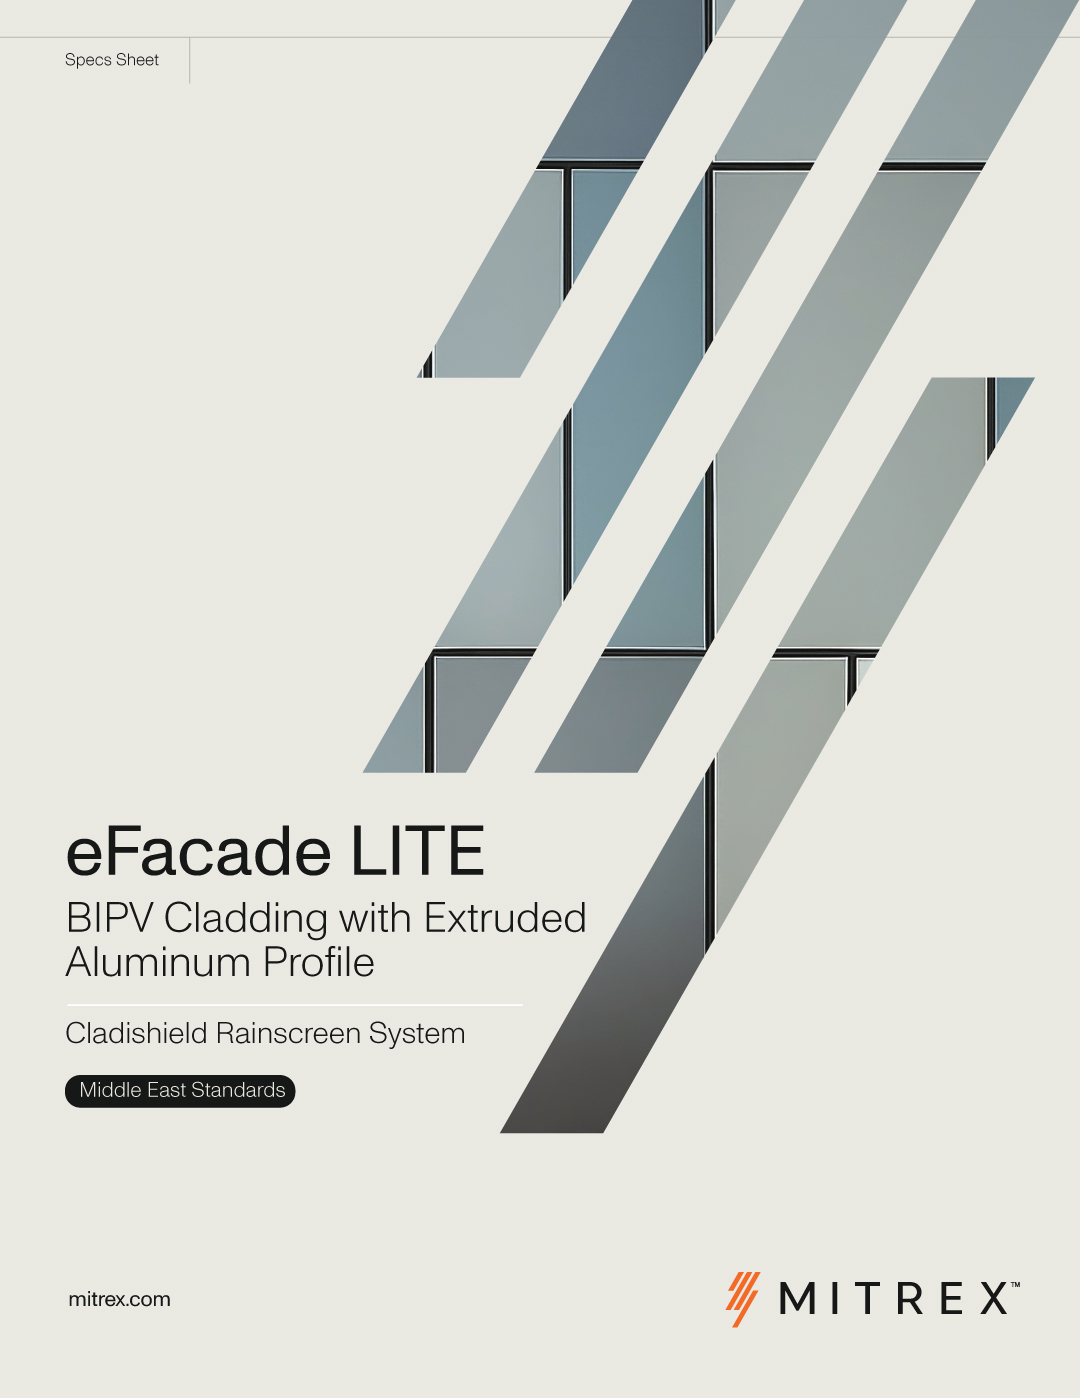 Specs Sheet
eFacade LITE
BIPV Cladding with Extruded
Aluminum Profile
Cladishield Rainscreen System
Middle East Standards
mitrex.com
MITREX™